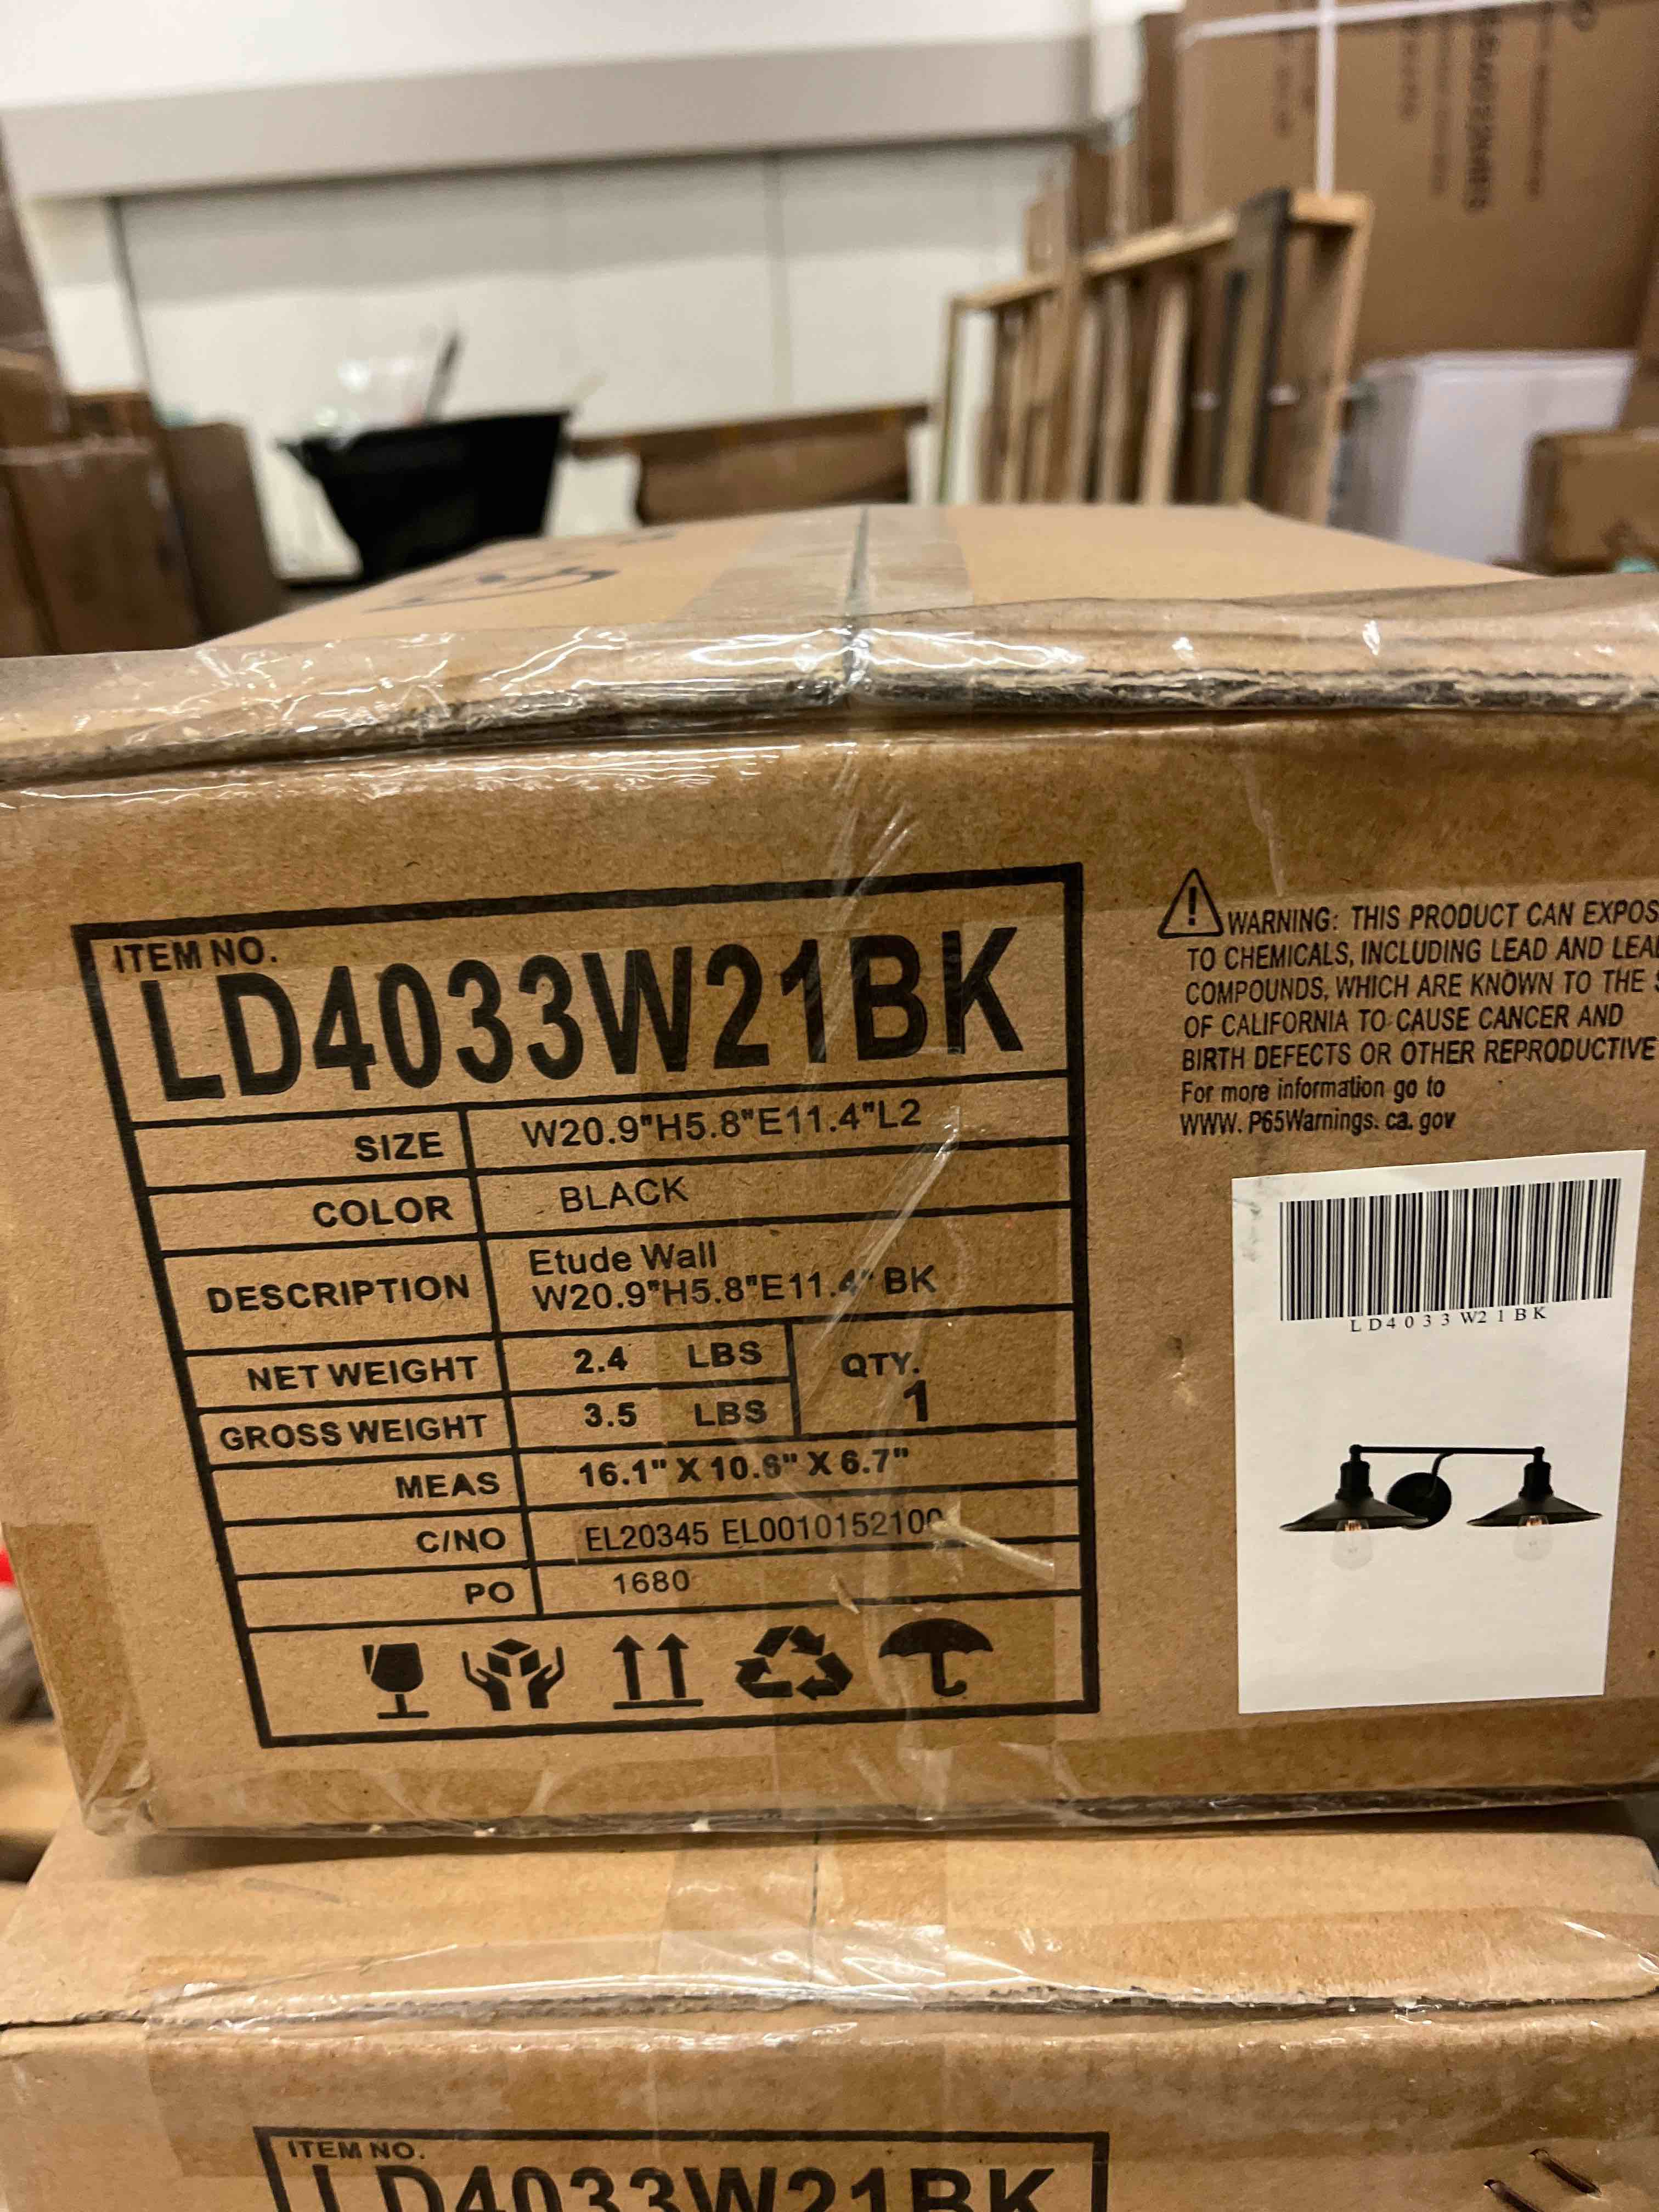 ITEM NO.
LD4033W21BK
SIZE W20.9"H5.8"E11.4"L2
COLOR BLACK
DESCRIPTION Etude Wall
W20.9"H5.8"E11.4" BK
NET WEIGHT 2.4 LBS QTY.
1
GROSS WEIGHT 3.5 LBS
MEAS 16.1" X 10.6" X 6.7"
C/NO EL20345 EL0010152100
PO 1680
WARNING: THIS PRODUCT CAN EXPOS
TO CHEMICALS, INCLUDING LEAD AND LEA
COMPOUNDS, WHICH ARE KNOWN TO THE S
OF CALIFORNIA TO CAUSE CANCER AND
BIRTH DEFECTS OR OTHER REPRODUCTIVE
For more information go to
WWW. P65Warnings. ca. gov
LD4033W21BK
ITEM NO.
LD4033W21BK